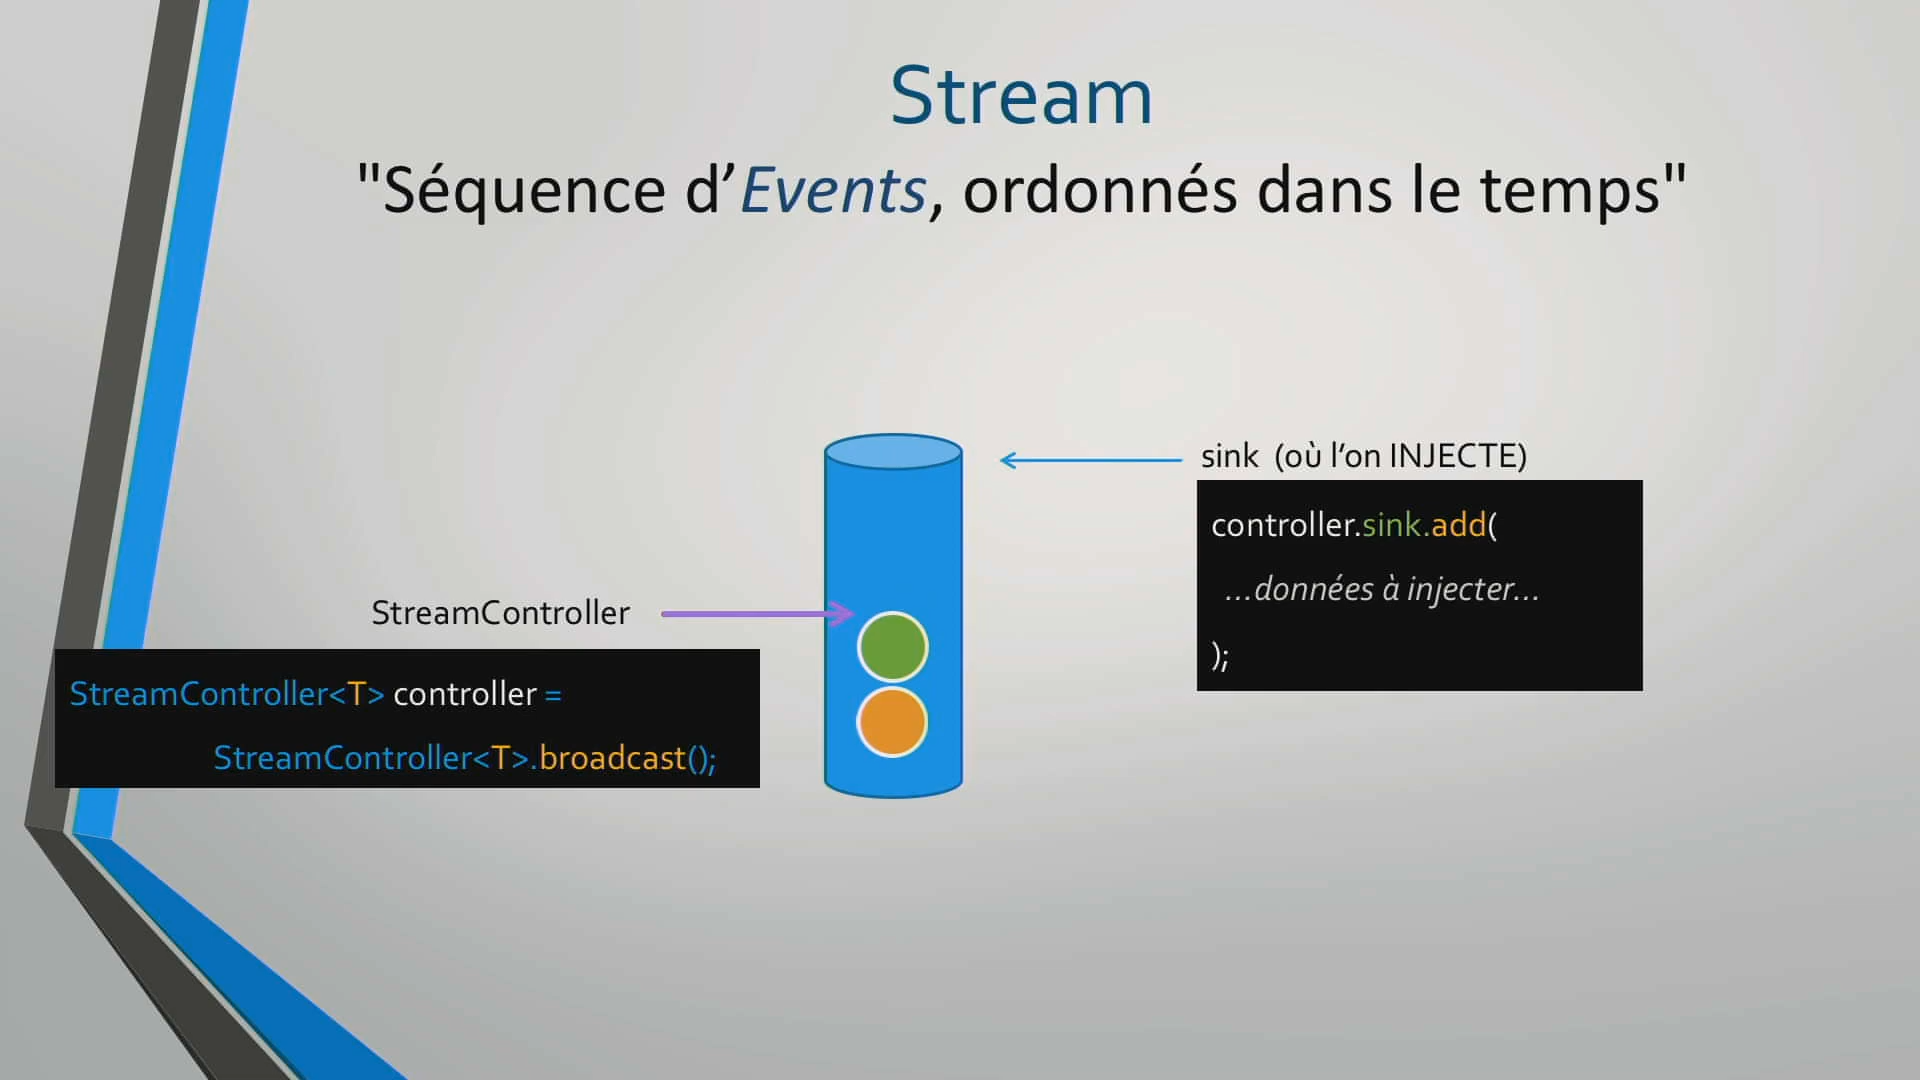 Stream
"Séquence d’Events, ordonnés dans le temps"
sink (où l’on INJECTE)
controller.sink.add(
...données à injecter...
);
StreamController
StreamController<T> controller =
StreamController<T>.broadcast();